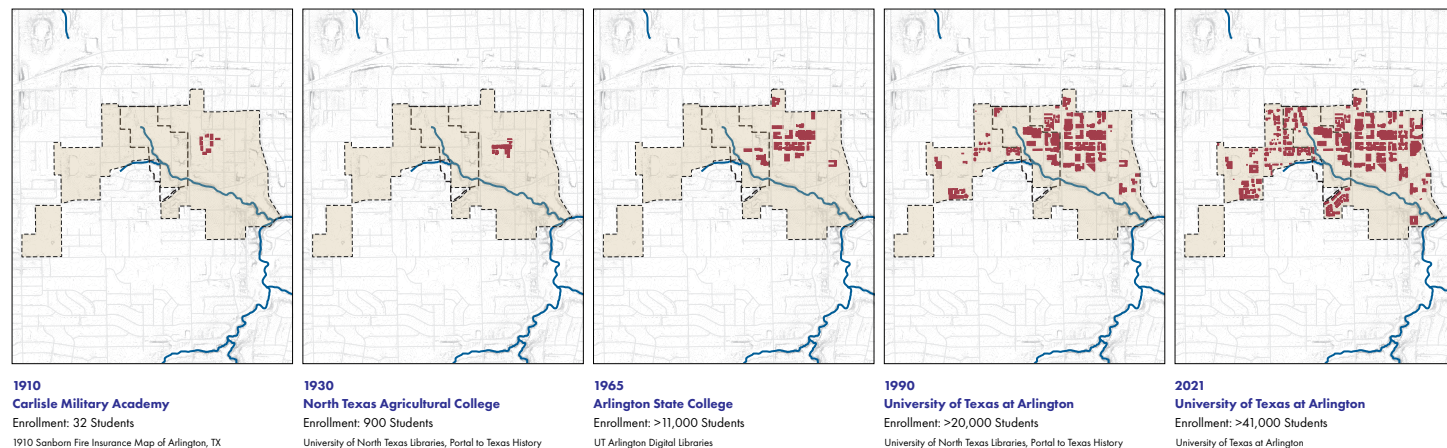 1910
Carlisle Military Academy
Enrollment: 32 Students
1910 Sanborn Fire Insurance Map of Arlington, TX
1930
North Texas Agricultural College
Enrollment: 900 Students
University of North Texas Libraries, Portal to Texas History
1965
Arlington State College
Enrollment: >11,000 Students
UT Arlington Digital Libraries
1990
University of Texas at Arlington
Enrollment: >20,000 Students
University of North Texas Libraries, Portal to Texas History
2021
University of Texas at Arlington
Enrollment: >41,000 Students
University of Texas at Arlington